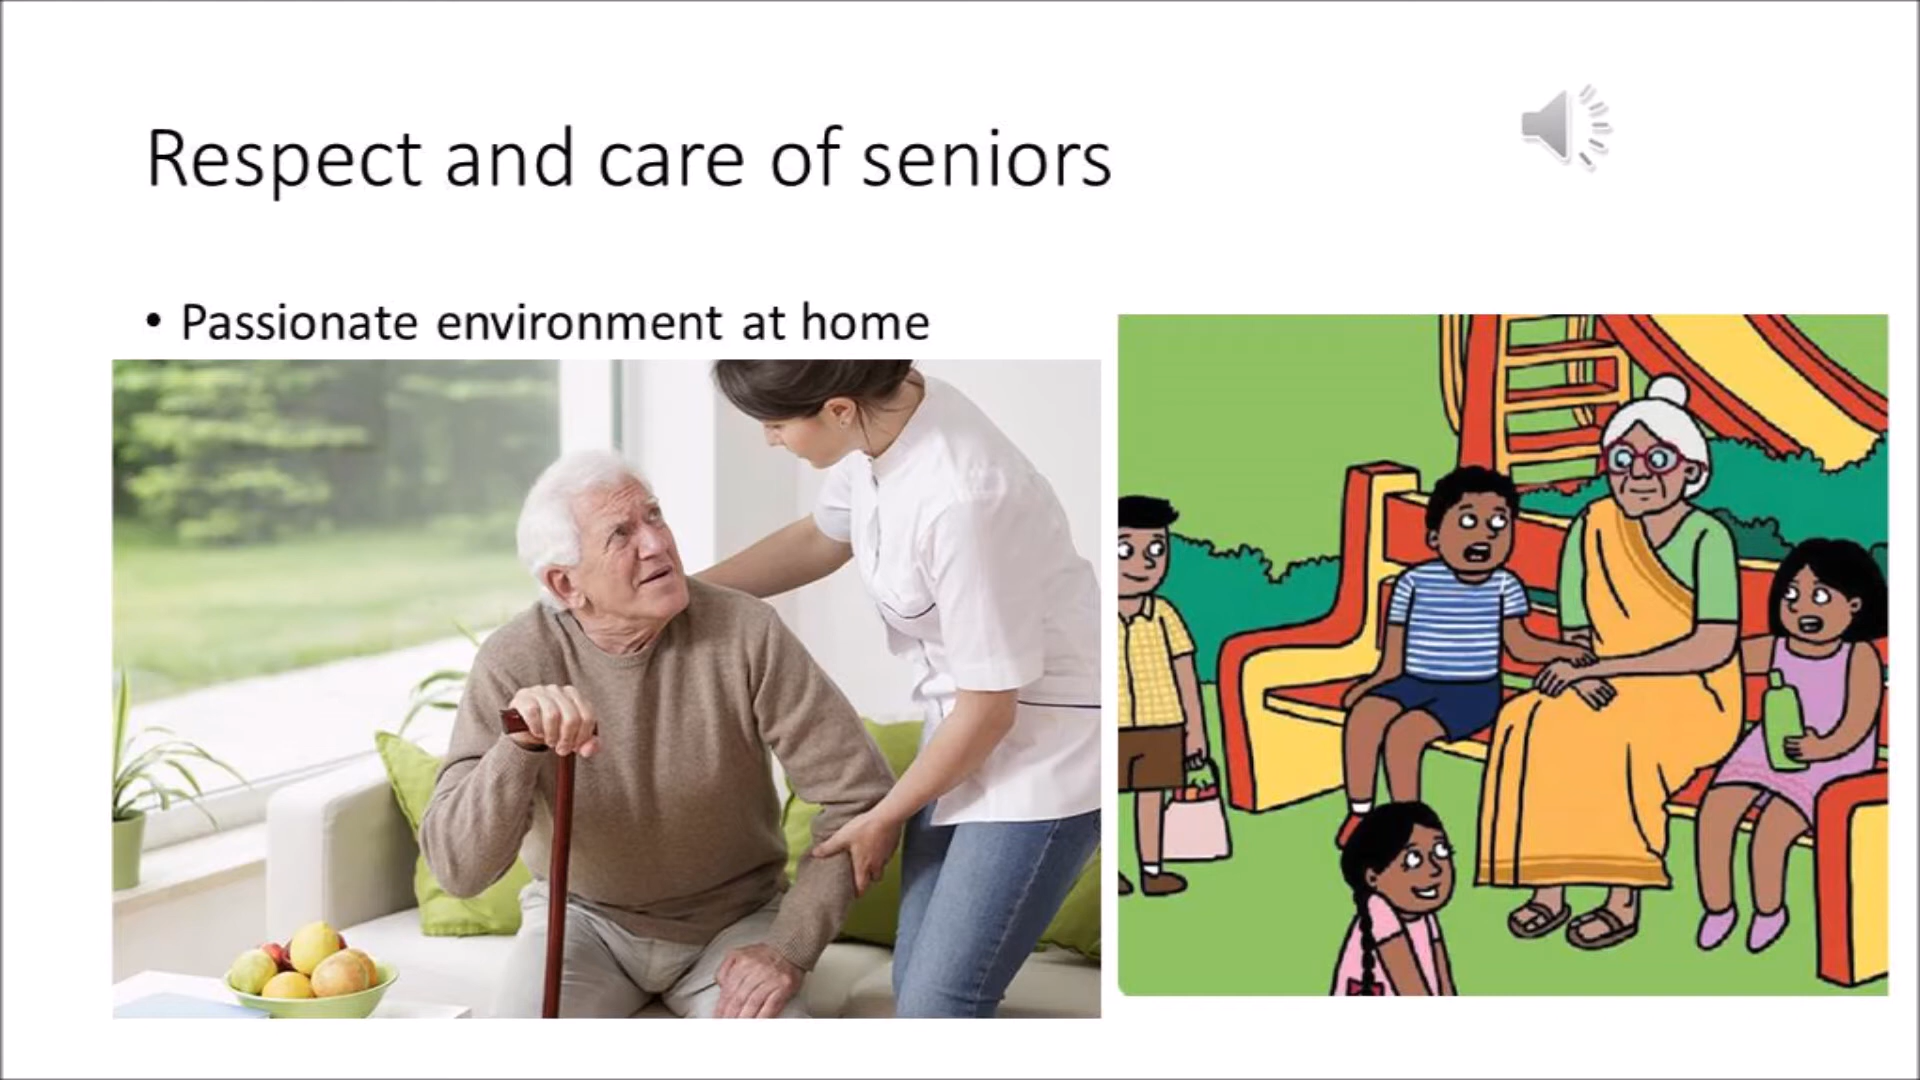 Respect and care of seniors
• Passionate environment at home